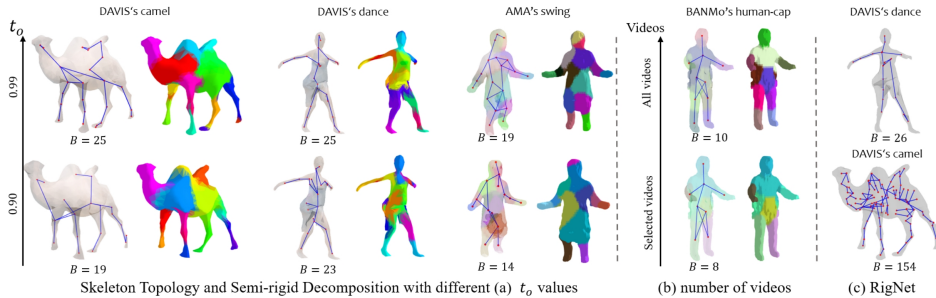 DAVIS's camel
DAVIS's dance
AMA's swing
BANMo's human-cap
DAVIS's dance
t_o
Videos
0.99
All videos
B = 25
B = 25
B = 19
B = 10
B = 26
DAVIS's camel
0.90
Selected videos
B = 19
B = 23
B = 14
B = 8
B = 154
Skeleton Topology and Semi-rigid Decomposition with different (a) t_o values
(b) number of videos
(c) RigNet